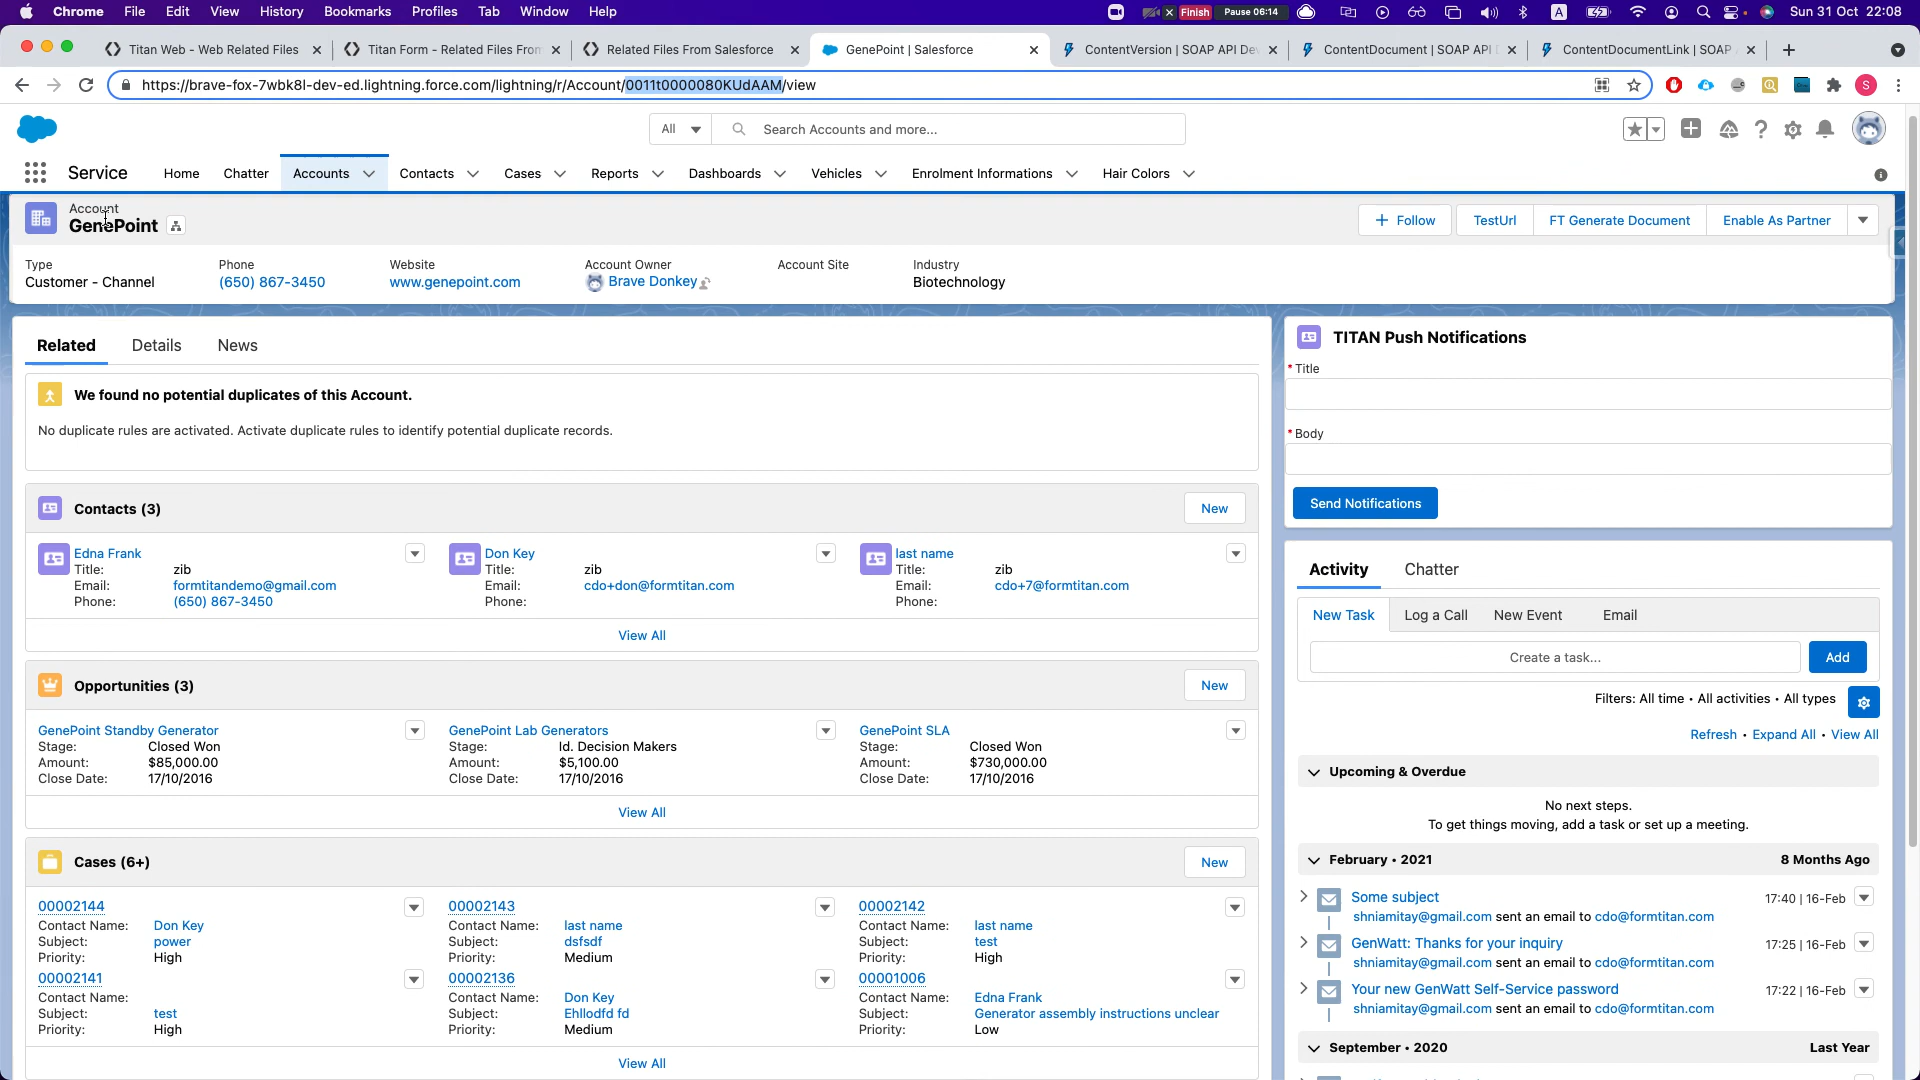 Chrome File Edit View History Bookmarks Profiles Tab Window Help Finish Pause 06:14 A Sun 31 Oct 22:08
Titan Web - Web Related Files Titan Form - Related Files From Related Files From Salesforce GenePoint | Salesforce ContentVersion | SOAP API De ContentDocument | SOAP API ContentDocumentLink | SOAP
https://brave-fox-7wbk8l-dev-ed.lightning.force.com/lightning/r/Account/0011t0000080KUdAAM/view S
All Search Accounts and more...
Service Home Chatter Accounts Contacts Cases Reports Dashboards Vehicles Enrolment Informations Hair Colors
Account
GenePoint
Follow TestUrl FT Generate Document Enable As Partner
Type Phone Website Account Owner Account Site Industry
Customer - Channel (650) 867-3450 www.genepoint.com Brave Donkey Biotechnology
Related Details News
We found no potential duplicates of this Account.
No duplicate rules are activated. Activate duplicate rules to identify potential duplicate records.
Contacts (3) New
Edna Frank Don Key last name
Title: zib Title: zib Title: zib
Email: formtitandemo@gmail.com Email: cdo+don@formtitan.com Email: cdo+7@formtitan.com
Phone: (650) 867-3450 Phone: Phone:
View All
Opportunities (3) New
GenePoint Standby Generator GenePoint Lab Generators GenePoint SLA
Stage: Closed Won Stage: Id. Decision Makers Stage: Closed Won
Amount: $85,000.00 Amount: $5,100.00 Amount: $730,000.00
Close Date: 17/10/2016 Close Date: 17/10/2016 Close Date: 17/10/2016
View All
Cases (6+) New
00002144 00002143 00002142
Contact Name: Don Key Contact Name: last name Contact Name: last name
Subject: power Subject: dsfsdf Subject: test
Priority: High Priority: Medium Priority: High
00002141 00002136 00001006
Contact Name: Contact Name: Don Key Contact Name: Edna Frank
Subject: test Subject: Ehllodfd fd Subject: Generator assembly instructions unclear
Priority: High Priority: Medium Priority: Low
View All
TITAN Push Notifications
* Title
* Body
Send Notifications
Activity Chatter
New Task Log a Call New Event Email
Create a task... Add
Filters: All time • All activities • All types
Refresh • Expand All • View All
Upcoming & Overdue
No next steps.
To get things moving, add a task or set up a meeting.
February • 2021 8 Months Ago
Some subject 17:40 | 16-Feb
shniamitay@gmail.com sent an email to cdo@formtitan.com
GenWatt: Thanks for your inquiry 17:25 | 16-Feb
shniamitay@gmail.com sent an email to cdo@formtitan.com
Your new GenWatt Self-Service password 17:22 | 16-Feb
shniamitay@gmail.com sent an email to cdo@formtitan.com
September • 2020 Last Year